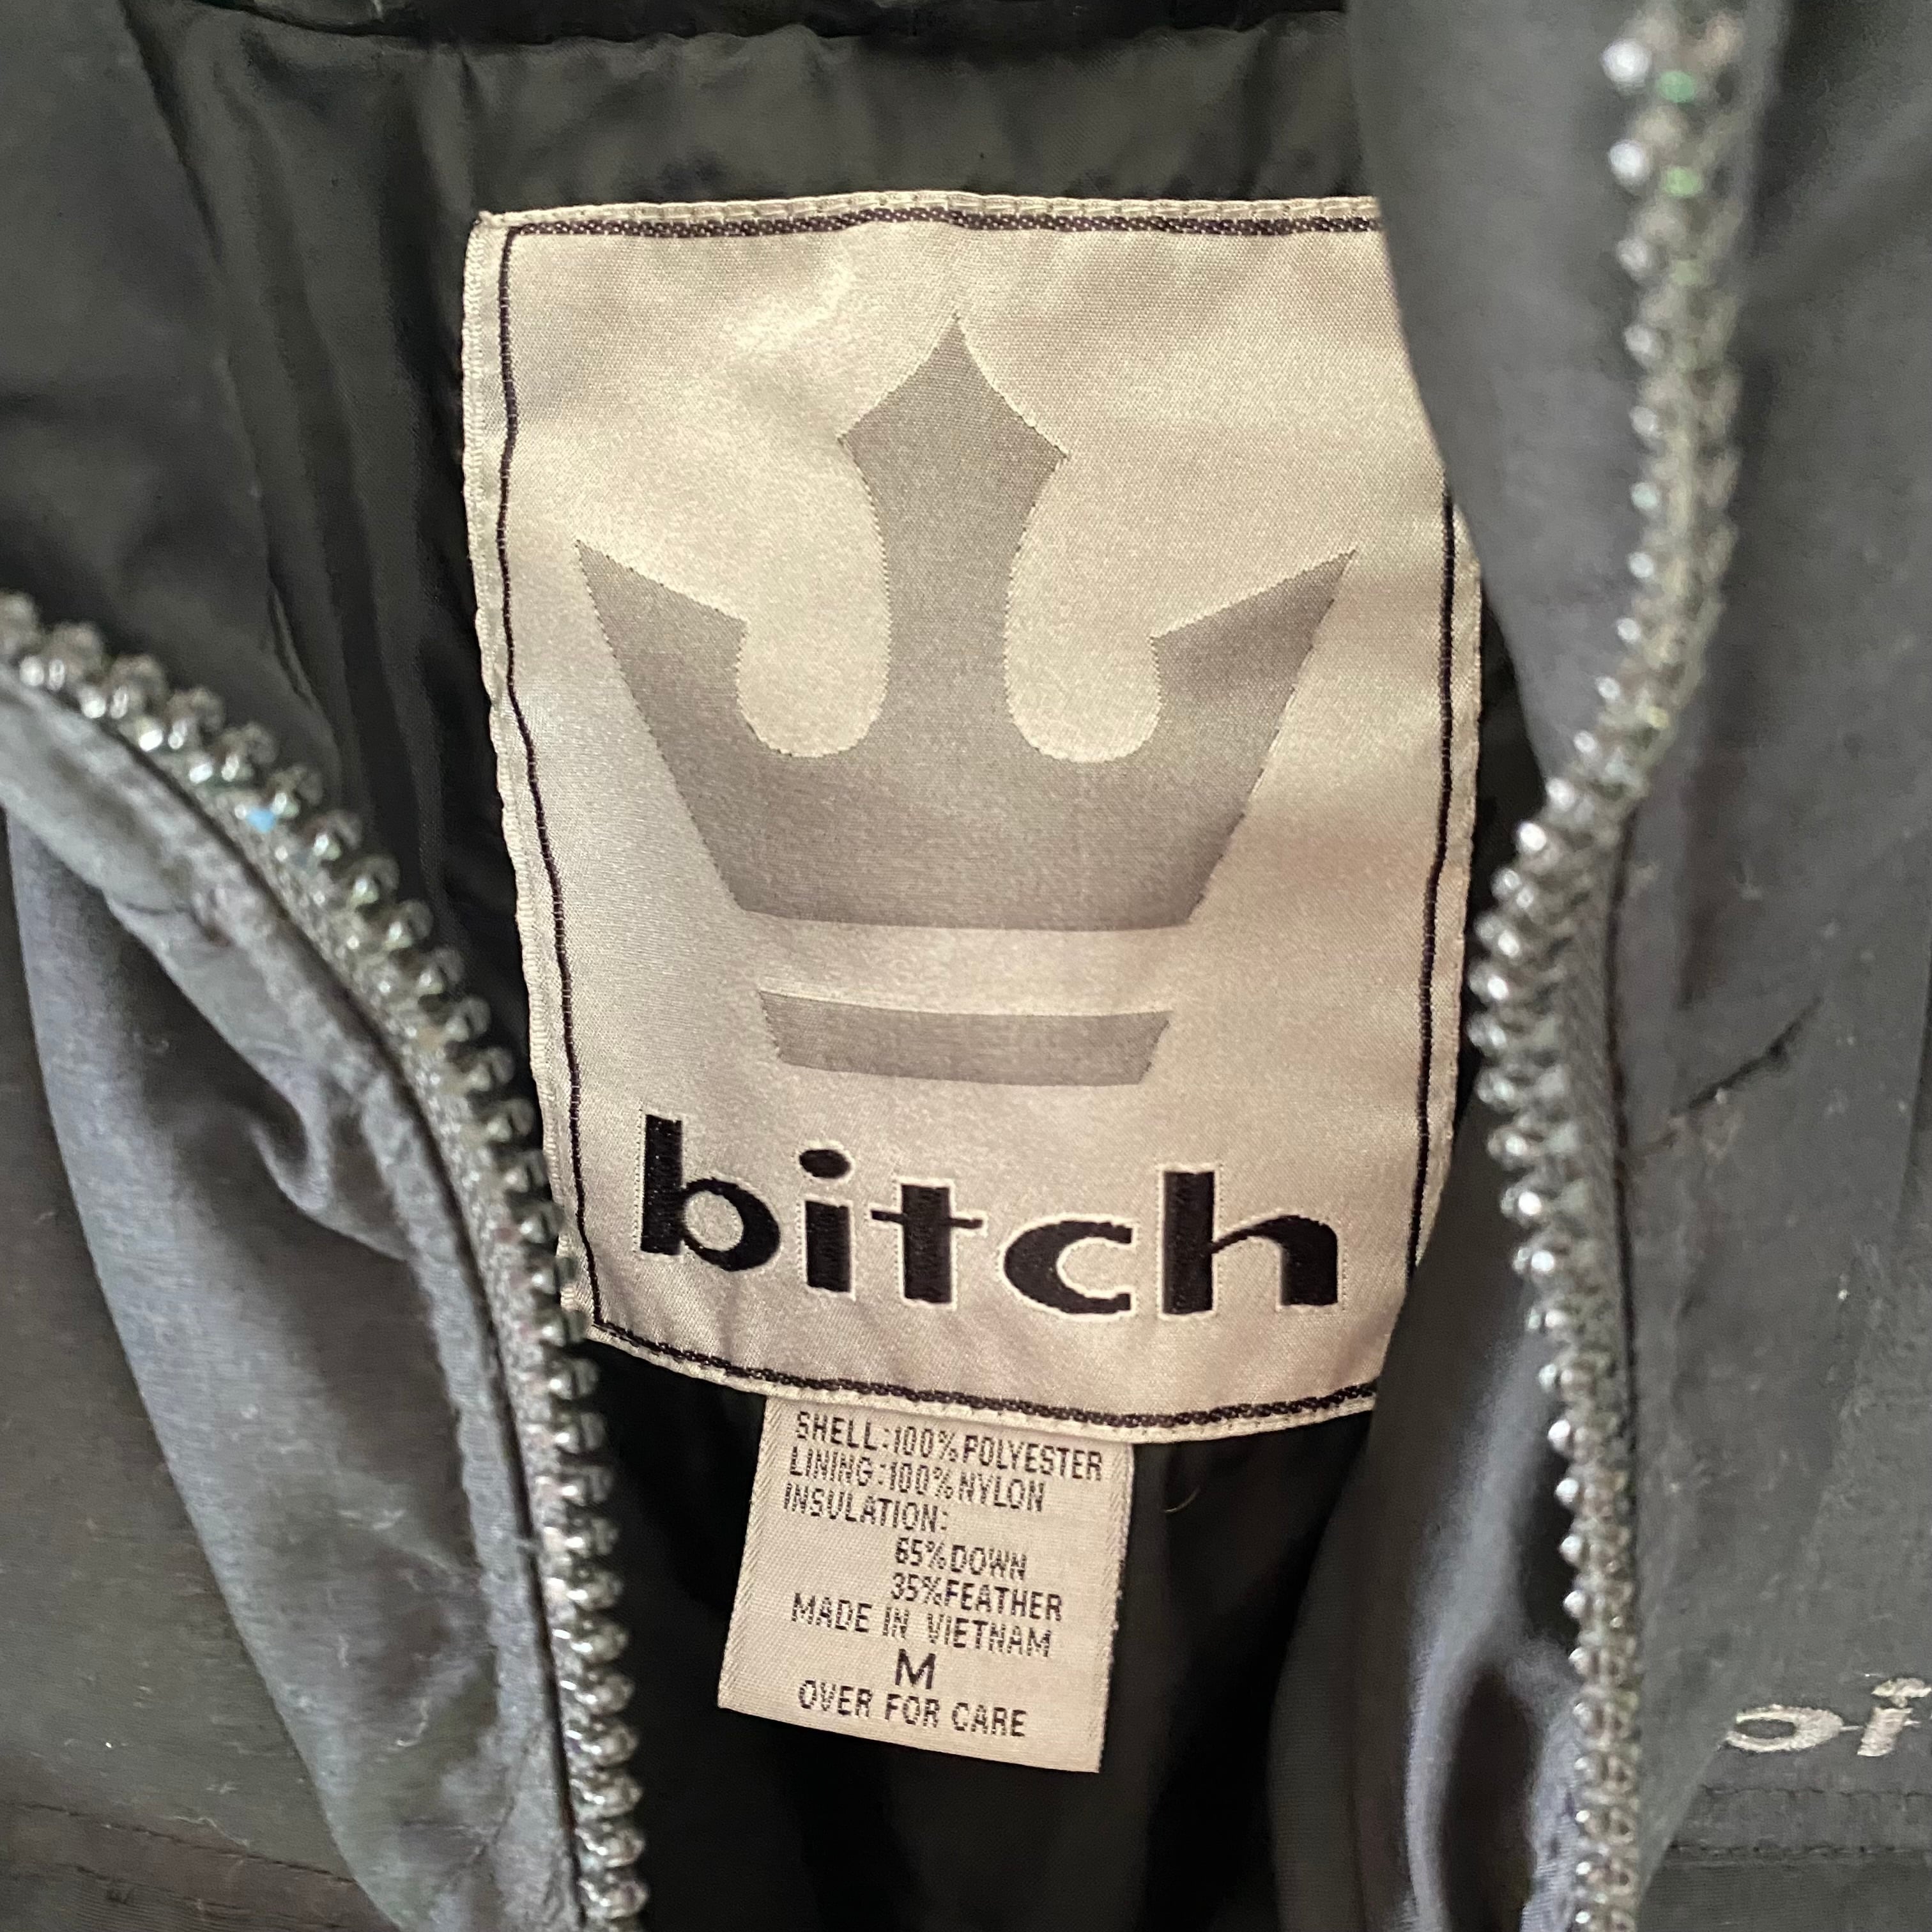 bitch
SHELL:100%POLYESTER
LINING:100%NYLON
INSULATION:
65%DOWN
35%FEATHER
MADE IN VIETNAM
M
OVER FOR CARE